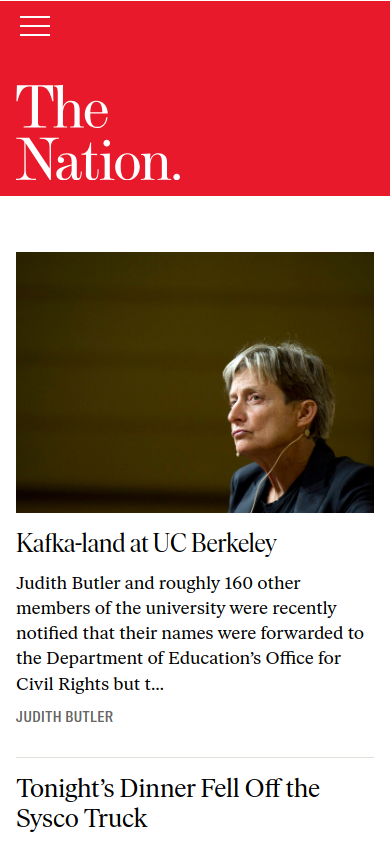 The
Nation.
Kafka-land at UC Berkeley
Judith Butler and roughly 160 other
members of the university were recently
notified that their names were forwarded to
the Department of Education’s Office for
Civil Rights but t...
JUDITH BUTLER
Tonight’s Dinner Fell Off the
Sysco Truck